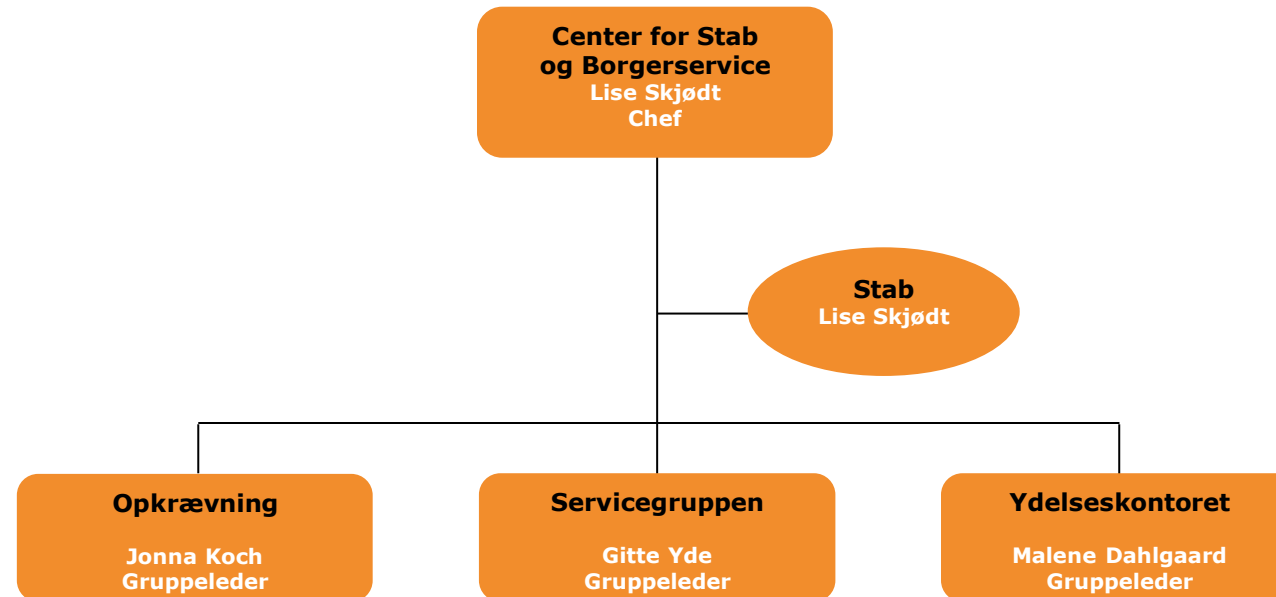 Center for Stab
og Borgerservice
Lise Skjødt
Chef
Stab
Lise Skjødt
Opkrævning
Jonna Koch
Gruppeleder
Servicegruppen
Gitte Yde
Gruppeleder
Ydelseskontoret
Malene Dahlgaard
Gruppeleder